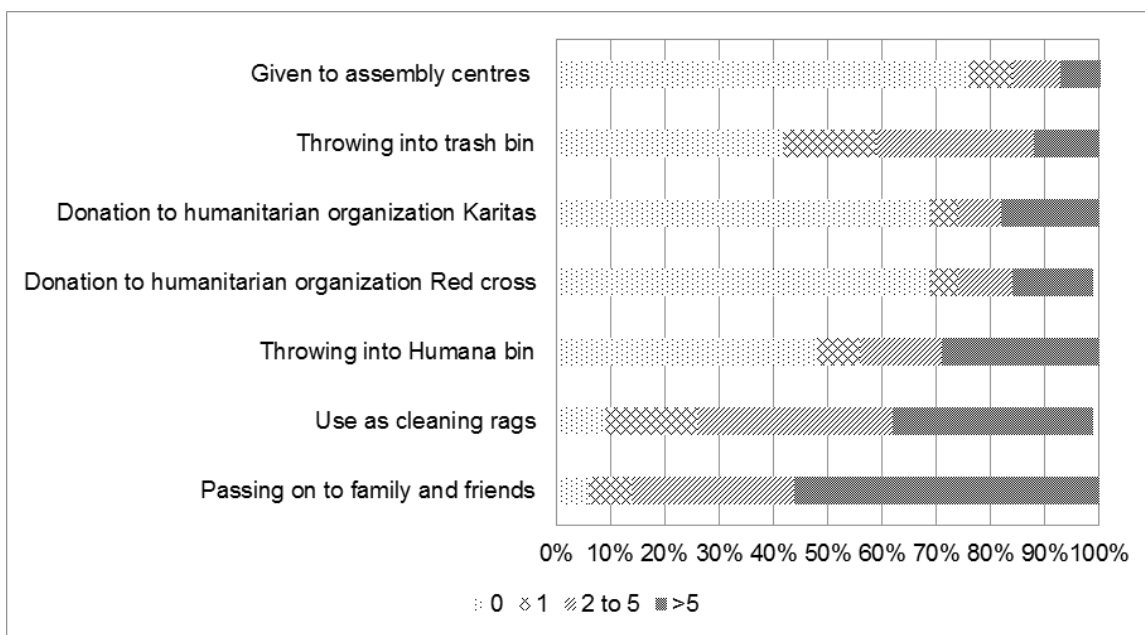 Given to assembly centres
Throwing into trash bin
Donation to humanitarian organization Karitas
Donation to humanitarian organization Red cross
Throwing into Humana bin
Use as cleaning rags
Passing on to family and friends
0% 10% 20% 30% 40% 50% 60% 70% 80% 90% 100%
0 1 2 to 5 >5